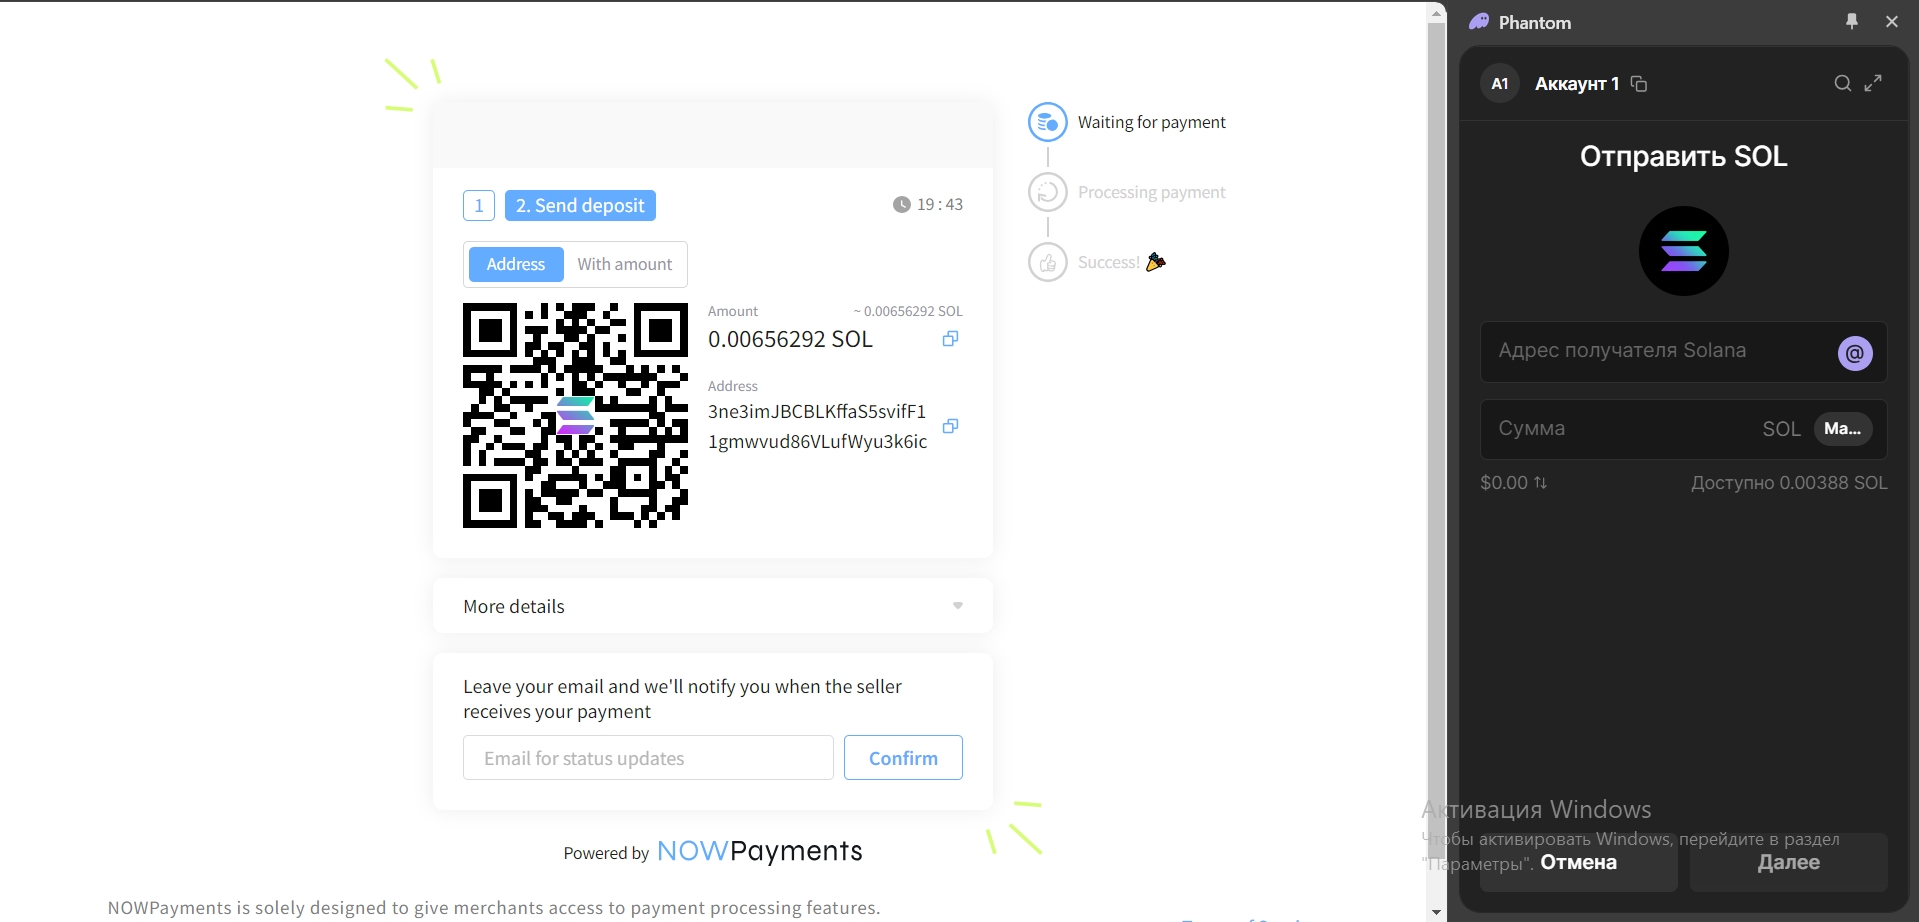 Waiting for payment
Processing payment
Success!
1
2. Send deposit
19 : 43
Address
With amount
Amount
~ 0.00656292 SOL
0.00656292 SOL
Address
3ne3imJBCBLKffaS5svifF1
1gmwvud86VLufWyu3k6ic
More details
Leave your email and we'll notify you when the seller
receives your payment
Email for status updates
Confirm
Powered by NOWPayments
NOWPayments is solely designed to give merchants access to payment processing features.
Phantom
A1
Аккаунт 1
Отправить SOL
Адрес получателя Solana
@
Сумма
SOL
Ма...
$0.00
Доступно 0.00388 SOL
Активация Windows
Чтобы активировать Windows, перейдите в раздел
"Параметры".
Отмена
Далее